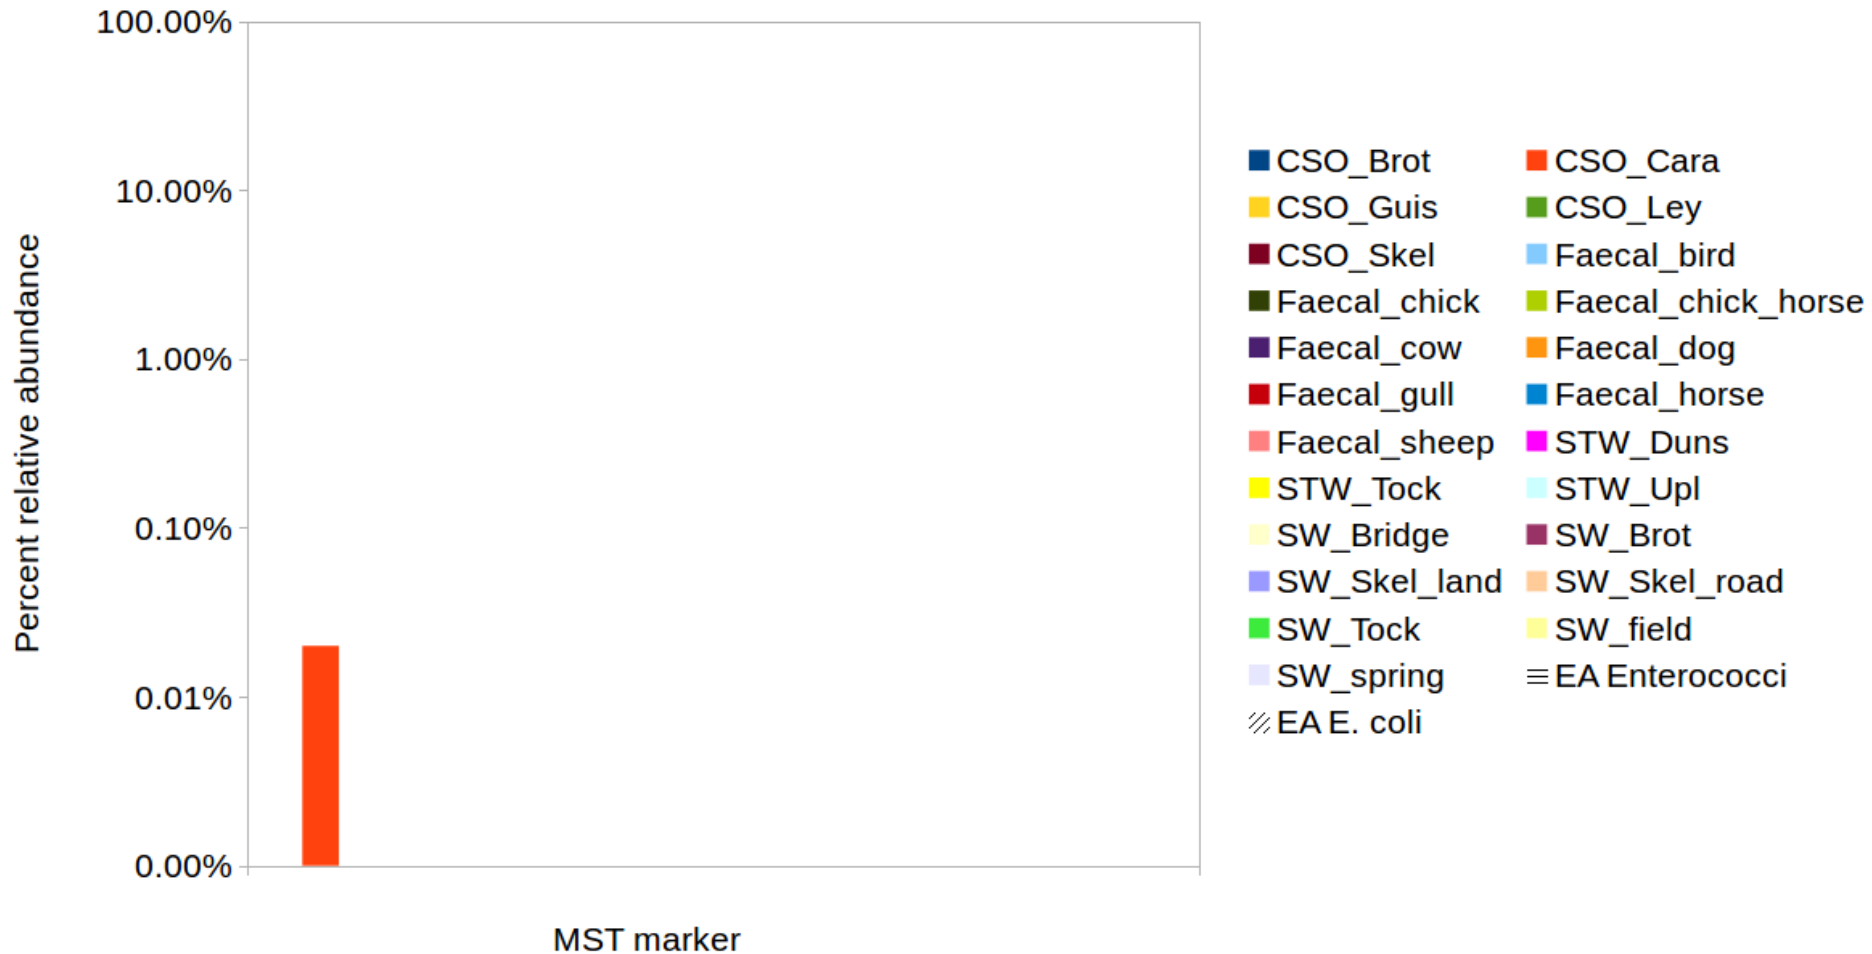 100.00%
10.00%
1.00%
0.10%
0.01%
0.00%
Percent relative abundance
MST marker
CSO_Brot CSO_Cara
CSO_Guis CSO_Ley
CSO_Skel Faecal_bird
Faecal_chick Faecal_chick_horse
Faecal_cow Faecal_dog
Faecal_gull Faecal_horse
Faecal_sheep STW_Duns
STW_Tock STW_Upl
SW_Bridge SW_Brot
SW_Skel_land SW_Skel_road
SW_Tock SW_field
SW_spring EA Enterococci
EA E. coli